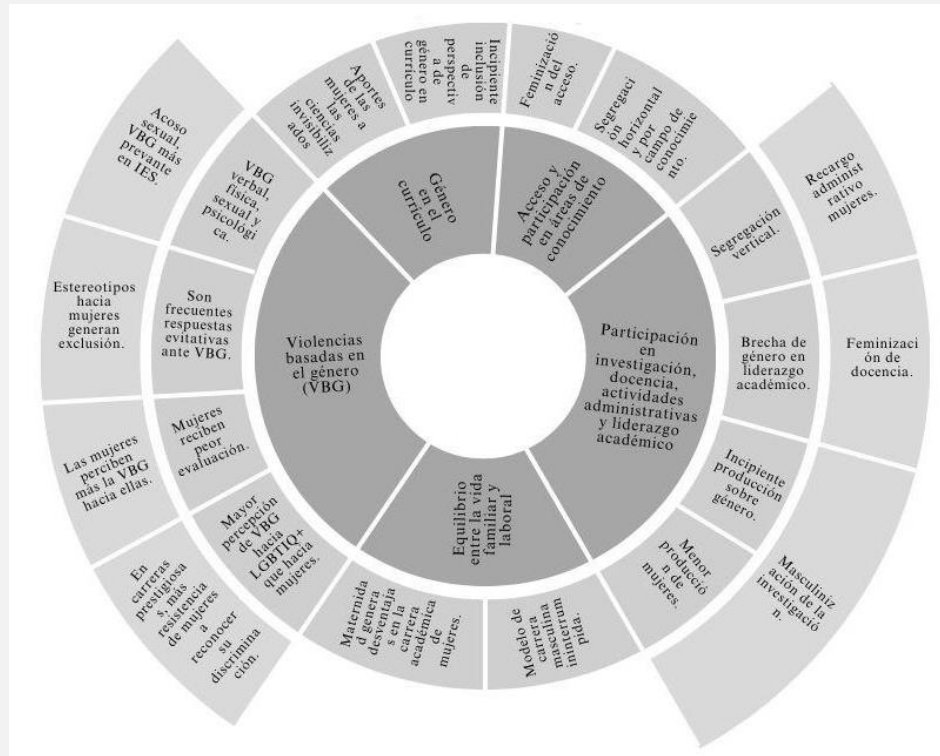 Género
en el
currículo
Acceso y
participación
en áreas de
conocimiento
Participación
en
investigación,
docencia,
actividades
administrativas
y liderazgo
académico
Equilibrio
entre la vida
familiar y
laboral
Violencias
basadas en
el género
(VBG)
Aportes
de las
mujeres a
las
ciencias
invisibiliz
ados
Incipiente
inclusión
de
perspectiv
a de
género en
currículo
Feminizació
n del
acceso.
Segregaci
ón
horizontal
y por
campo de
conocimie
nto.
Segregación
vertical.
Brecha de
género en
liderazgo
académico.
Incipiente
producción
sobre
género.
Menor
producció
n de
mujeres.
Modelo de
carrera
masculina
ininterrum
pida.
Maternida
d genera
desventaja
s en la
carrera
académica
de
mujeres.
Mayor
percepción
de VBG
hacia
LGBTIQ+
que hacia
mujeres.
Mujeres
reciben
peor
evaluación.
Son
frecuentes
respuestas
evitativas
ante VBG.
VBG
verbal,
física,
sexual y
psicológi
ca.
Acoso
sexual,
VBG más
prevante
en IES.
Estereotipos
hacia
mujeres
generan
exclusión.
Las mujeres
perciben
más la VBG
hacia ellas.
En
carreras
prestigiosa
s, más
resistencia
de mujeres
a
reconocer
su
discrimina
ción.
Recargo
administ
rativo
mujeres.
Feminizaci
ón de
docencia.
Masculiniz
ación de la
investigació
n.